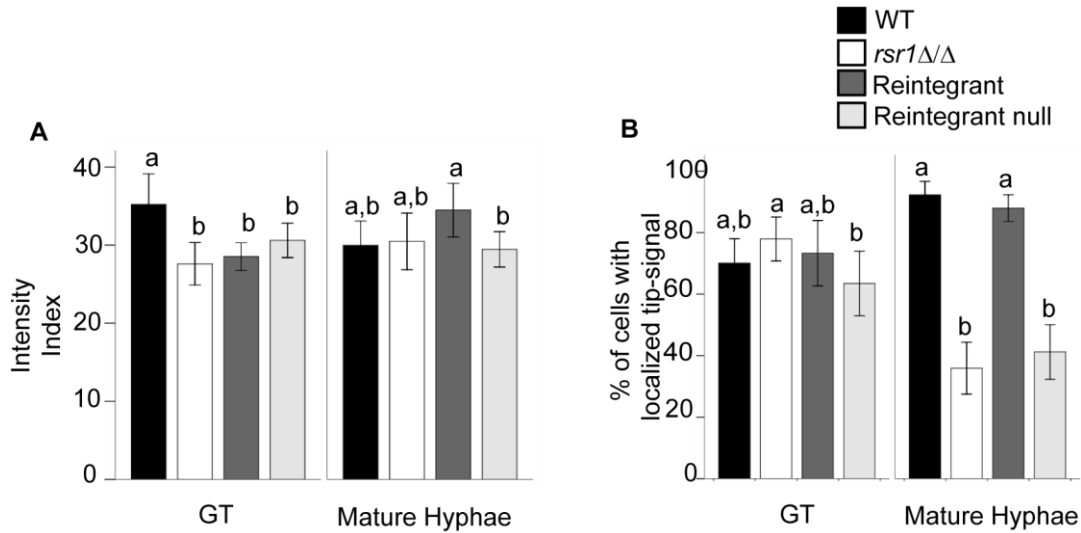 WT
rsr1Δ/Δ
Reintegrant
Reintegrant null
A
Intensity
Index
40
30
20
10
0
a
b
b
b
a,b
a,b
a
b
GT
Mature Hyphae
B
% of cells with
localized tip-signal
100
80
60
40
20
0
a,b
a
a,b
b
a
b
a
b
GT
Mature Hyphae